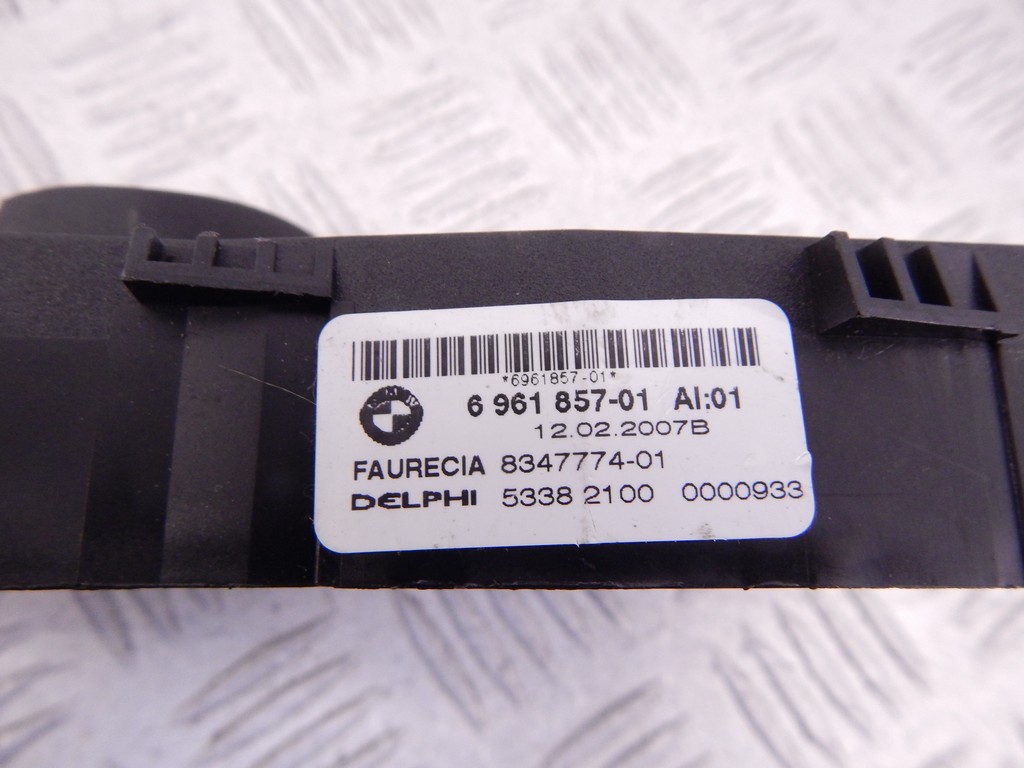 *6961857-01*
6 961 857-01 AI:01
12.02.2007B
FAURECIA 8347774-01
DELPHI 5338 2100 0000933